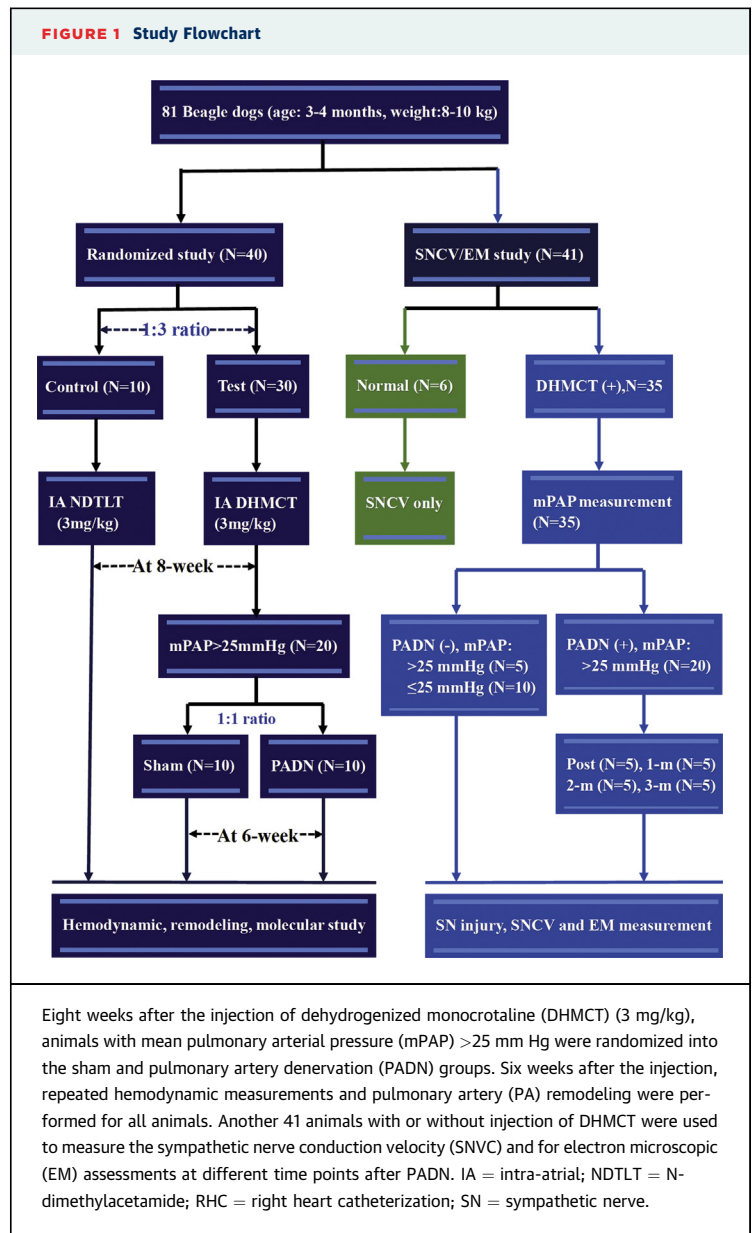 FIGURE 1 Study Flowchart
81 Beagle dogs (age: 3-4 months, weight:8-10 kg)
Randomized study (N=40)
SNCV/EM study (N=41)
1:3 ratio
Control (N=10)
Test (N=30)
Normal (N=6)
DHMCT (+),N=35
IA NDTLT
(3mg/kg)
IA DHMCT
(3mg/kg)
SNCV only
mPAP measurement
(N=35)
At 8-week
mPAP>25mmHg (N=20)
PADN (-), mPAP:
>25 mmHg (N=5)
≤25 mmHg (N=10)
PADN (+), mPAP:
>25 mmHg (N=20)
1:1 ratio
Sham (N=10)
PADN (N=10)
Post (N=5), 1-m (N=5)
2-m (N=5), 3-m (N=5)
At 6-week
Hemodynamic, remodeling, molecular study
SN injury, SNCV and EM measurement
Eight weeks after the injection of dehydrogenized monocrotaline (DHMCT) (3 mg/kg),
animals with mean pulmonary arterial pressure (mPAP) >25 mm Hg were randomized into
the sham and pulmonary artery denervation (PADN) groups. Six weeks after the injection,
repeated hemodynamic measurements and pulmonary artery (PA) remodeling were per-
formed for all animals. Another 41 animals with or without injection of DHMCT were used
to measure the sympathetic nerve conduction velocity (SNVC) and for electron microscopic
(EM) assessments at different time points after PADN. IA = intra-atrial; NDTLT = N-
dimethylacetamide; RHC = right heart catheterization; SN = sympathetic nerve.